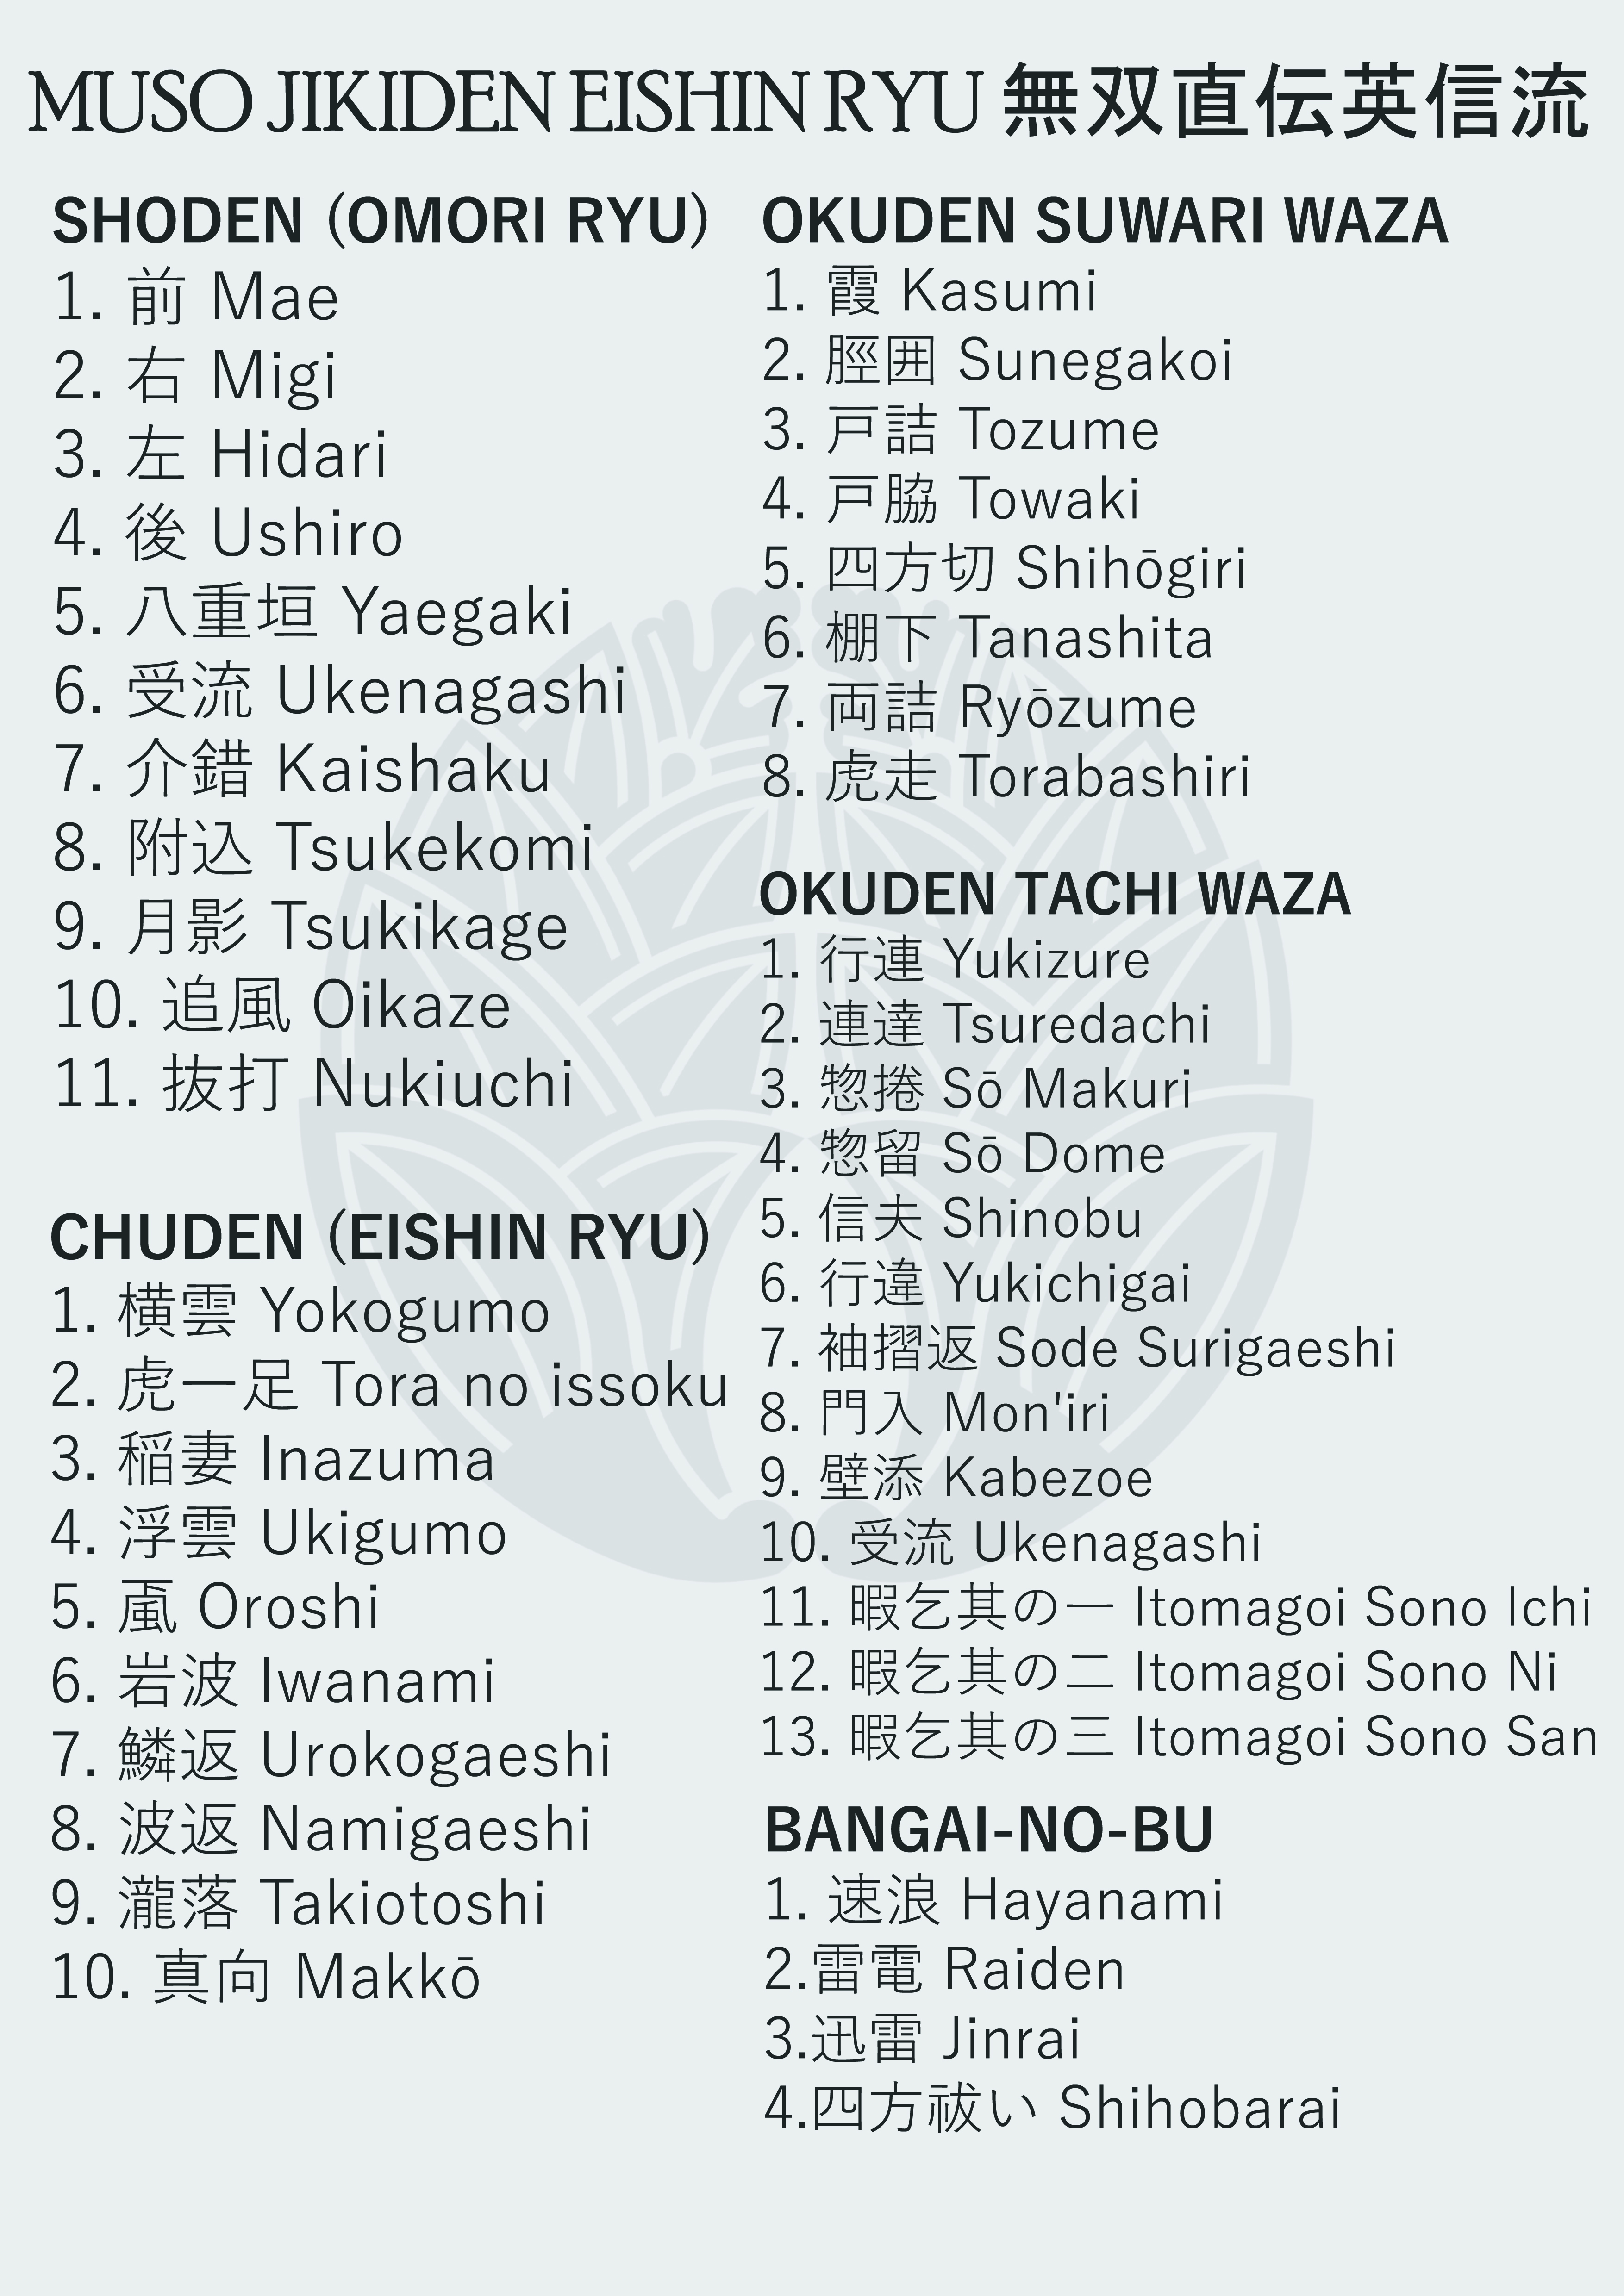 MUSO JIKIDEN EISHIN RYU 無双直伝英信流
SHODEN (OMORI RYU)
1. 前 Mae
2. 右 Migi
3. 左 Hidari
4. 後 Ushiro
5. 八重垣 Yaegaki
6. 受流 Ukenagashi
7. 介錯 Kaishaku
8. 附込 Tsukekomi
9. 月影 Tsukikage
10. 追風 Oikaze
11. 抜打 Nukiuchi
CHUDEN (EISHIN RYU)
1. 横雲 Yokogumo
2. 虎一足 Tora no issoku
3. 稲妻 Inazuma
4. 浮雲 Ukigumo
5. 颪 Oroshi
6. 岩波 Iwanami
7. 鱗返 Urokogaeshi
8. 波返 Namigaeshi
9. 瀧落 Takiotoshi
10. 真向 Makkō
OKUDEN SUWARI WAZA
1. 霞 Kasumi
2. 脛囲 Sunegakoi
3. 戸詰 Tozume
4. 戸脇 Towaki
5. 四方切 Shihōgiri
6. 棚下 Tanashita
7. 両詰 Ryōzume
8. 虎走 Torabashiri
OKUDEN TACHI WAZA
1. 行連 Yukizure
2. 連達 Tsuredachi
3. 惣捲 Sō Makuri
4. 惣留 Sō Dome
5. 信夫 Shinobu
6. 行違 Yukichigai
7. 袖摺返 Sode Surigaeshi
8. 門入 Mon'iri
9. 壁添 Kabezoe
10. 受流 Ukenagashi
11. 暇乞其の一 Itomagoi Sono Ichi
12. 暇乞其の二 Itomagoi Sono Ni
13. 暇乞其の三 Itomagoi Sono San
BANGAI-NO-BU
1. 速浪 Hayanami
2.雷電 Raiden
3.迅雷 Jinrai
4.四方祓い Shihobarai